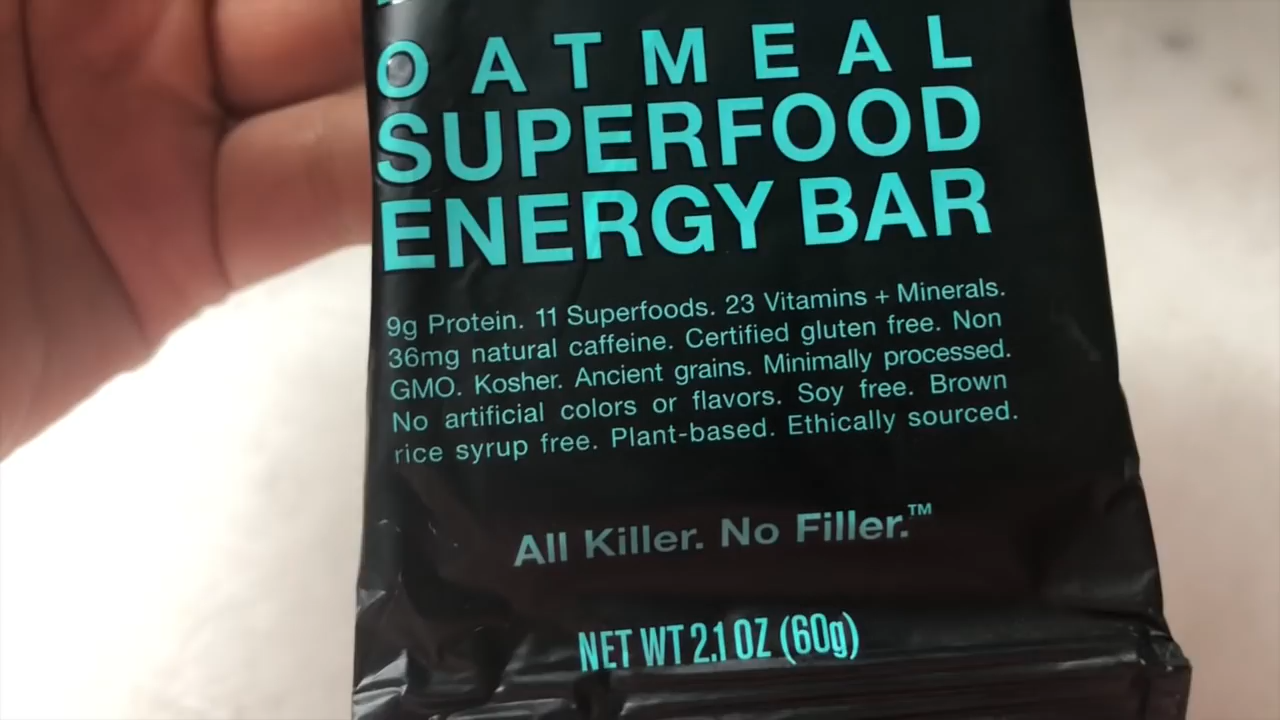 OATMEAL
SUPERFOOD
ENERGY BAR
9g Protein. 11 Superfoods. 23 Vitamins + Minerals.
36mg natural caffeine. Certified gluten free. Non
GMO. Kosher. Ancient grains. Minimally processed.
No artificial colors or flavors. Soy free. Brown
rice syrup free. Plant-based. Ethically sourced.
All Killer. No Filler.™
NET WT 2.1 OZ (60g)